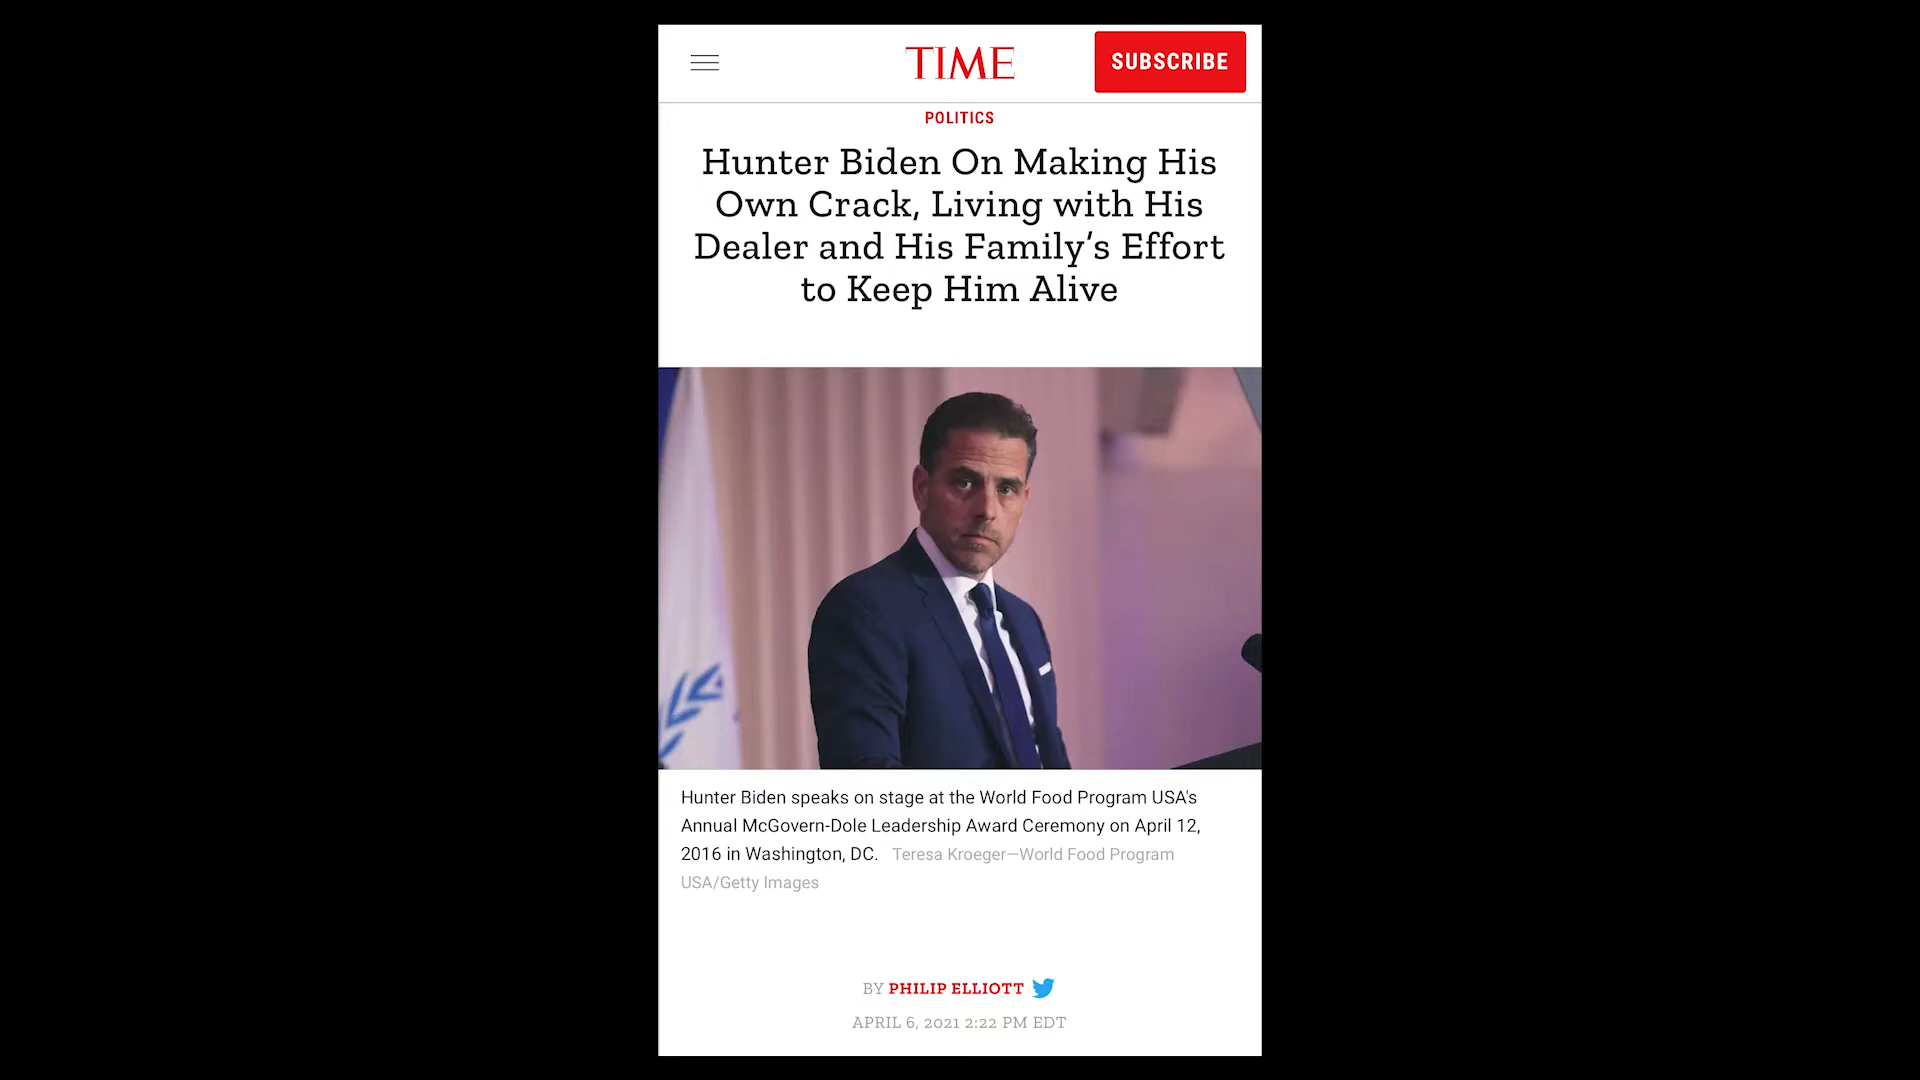 TIME
SUBSCRIBE
POLITICS
Hunter Biden On Making His
Own Crack, Living with His
Dealer and His Family's Effort
to Keep Him Alive
Hunter Biden speaks on stage at the World Food Program USA's
Annual McGovern-Dole Leadership Award Ceremony on April 12,
2016 in Washington, DC. Teresa Kroeger—World Food Program
USA/Getty Images
BY PHILIP ELLIOTT
APRIL 6, 2021 2:22 PM EDT